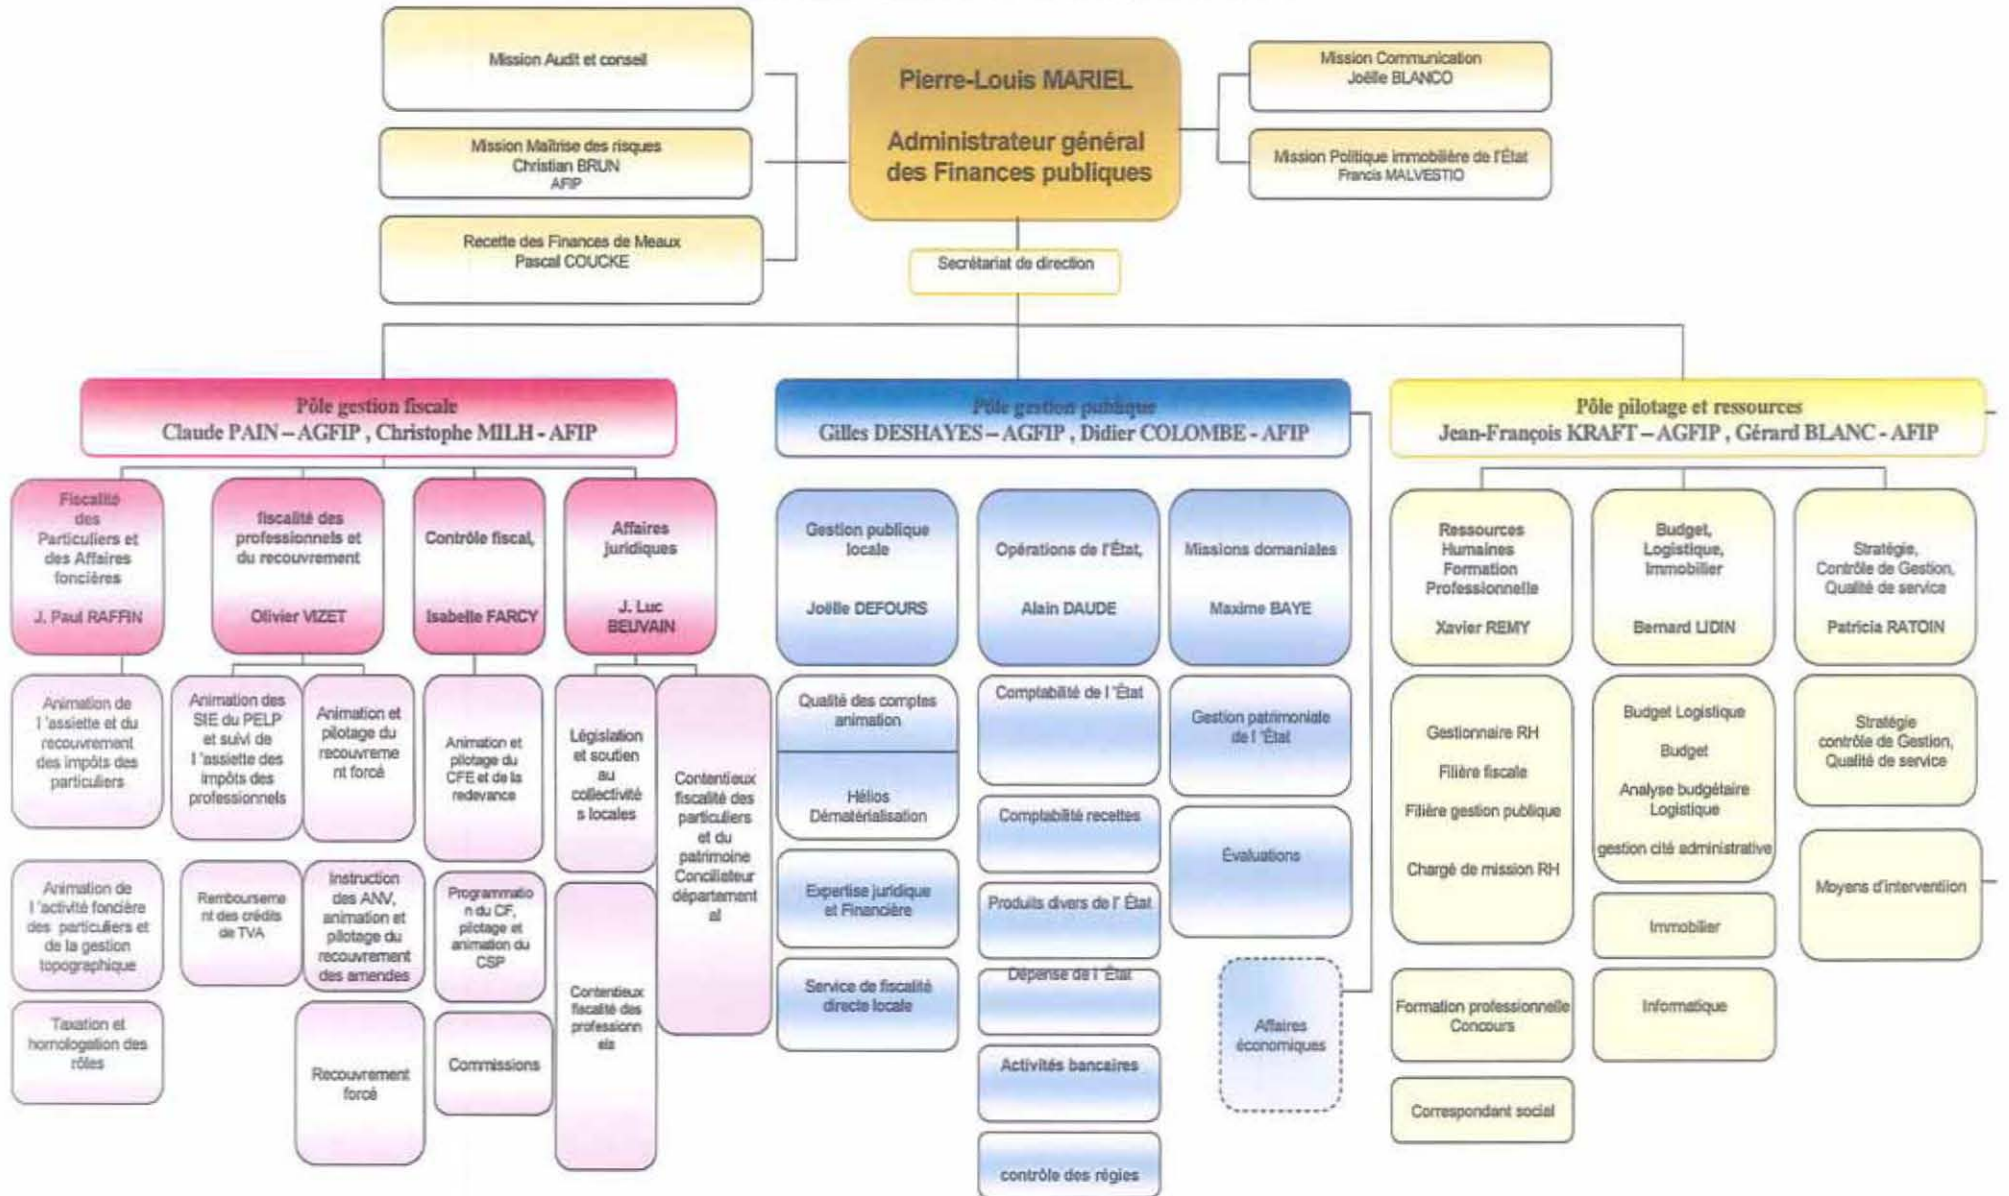 Mission Audit et conseil
Mission Maîtrise des risques
Christian BRUN
AFIP
Recette des Finances de Meaux
Pascal COUCKE
Pierre-Louis MARIEL
Administrateur général
des Finances publiques
Mission Communication
Joëlle BLANCO
Mission Politique immobilière de l'État
Francis MALVESTIO
Secrétariat de direction
Pôle gestion fiscale
Claude PAIN – AGFIP , Christophe MILH - AFIP
Fiscalité
des
Particuliers et
des Affaires
foncières
J. Paul RAFFIN
fiscalité des
professionnels et
du recouvrement
Olivier VIZET
Contrôle fiscal,
Isabelle FARCY
Affaires
juridiques
J. Luc
BEUVAIN
Animation de
l 'assiette et du
recouvrement
des impôts des
particuliers
Animation de
l 'activité foncière
des particuliers et
de la gestion
topographique
Taxation et
homologation des
rôles
Animation des
SIE du PELP
et suivi de
l 'assiette des
impôts des
professionnels
Rembourseme
nt des crédits
de TVA
Animation et
pilotage du
recouvreme
nt forcé
Instruction
des ANV,
animation et
pilotage du
recouvrement
des amendes
Recouvrement
forcé
Animation et
pilotage du
CFE et de la
redevance
Programmatio
n du CF,
pilotage et
animation du
CSP
Commissions
Législation
et soutien
au
collectivité
s locales
Contentieux
fiscalité des
professionn
els
Contentieux
fiscalité des
particuliers
et du
patrimoine
Conciliateur
département
al
Pôle gestion publique
Gilles DESHAYES – AGFIP , Didier COLOMBE - AFIP
Gestion publique
locale
Joëlle DEFOURS
Opérations de l'État,
Alain DAUDE
Missions domaniales
Maxime BAYE
Qualité des comptes
animation
Hélios
Dématérialisation
Expertise juridique
et Financière
Service de fiscalité
directe locale
Comptabilité de l 'État
Comptabilité recettes
Produits divers de l' État
Dépense de l 'État
Activités bancaires
contrôle des régies
Gestion patrimoniale
de l 'État
Évaluations
Affaires
économiques
Pôle pilotage et ressources
Jean-François KRAFT – AGFIP , Gérard BLANC - AFIP
Ressources
Humaines
Formation
Professionnelle
Xavier REMY
Budget,
Logistique,
Immobilier
Bernard LIDIN
Stratégie,
Contrôle de Gestion,
Qualité de service
Patricia RATOIN
Gestionnaire RH
Filière fiscale
Filière gestion publique
Chargé de mission RH
Formation professionnelle
Concours
Correspondant social
Budget Logistique
Budget
Analyse budgétaire
Logistique
gestion cité administrative
Immobilier
Informatique
Stratégie
contrôle de Gestion,
Qualité de service
Moyens d'intervention